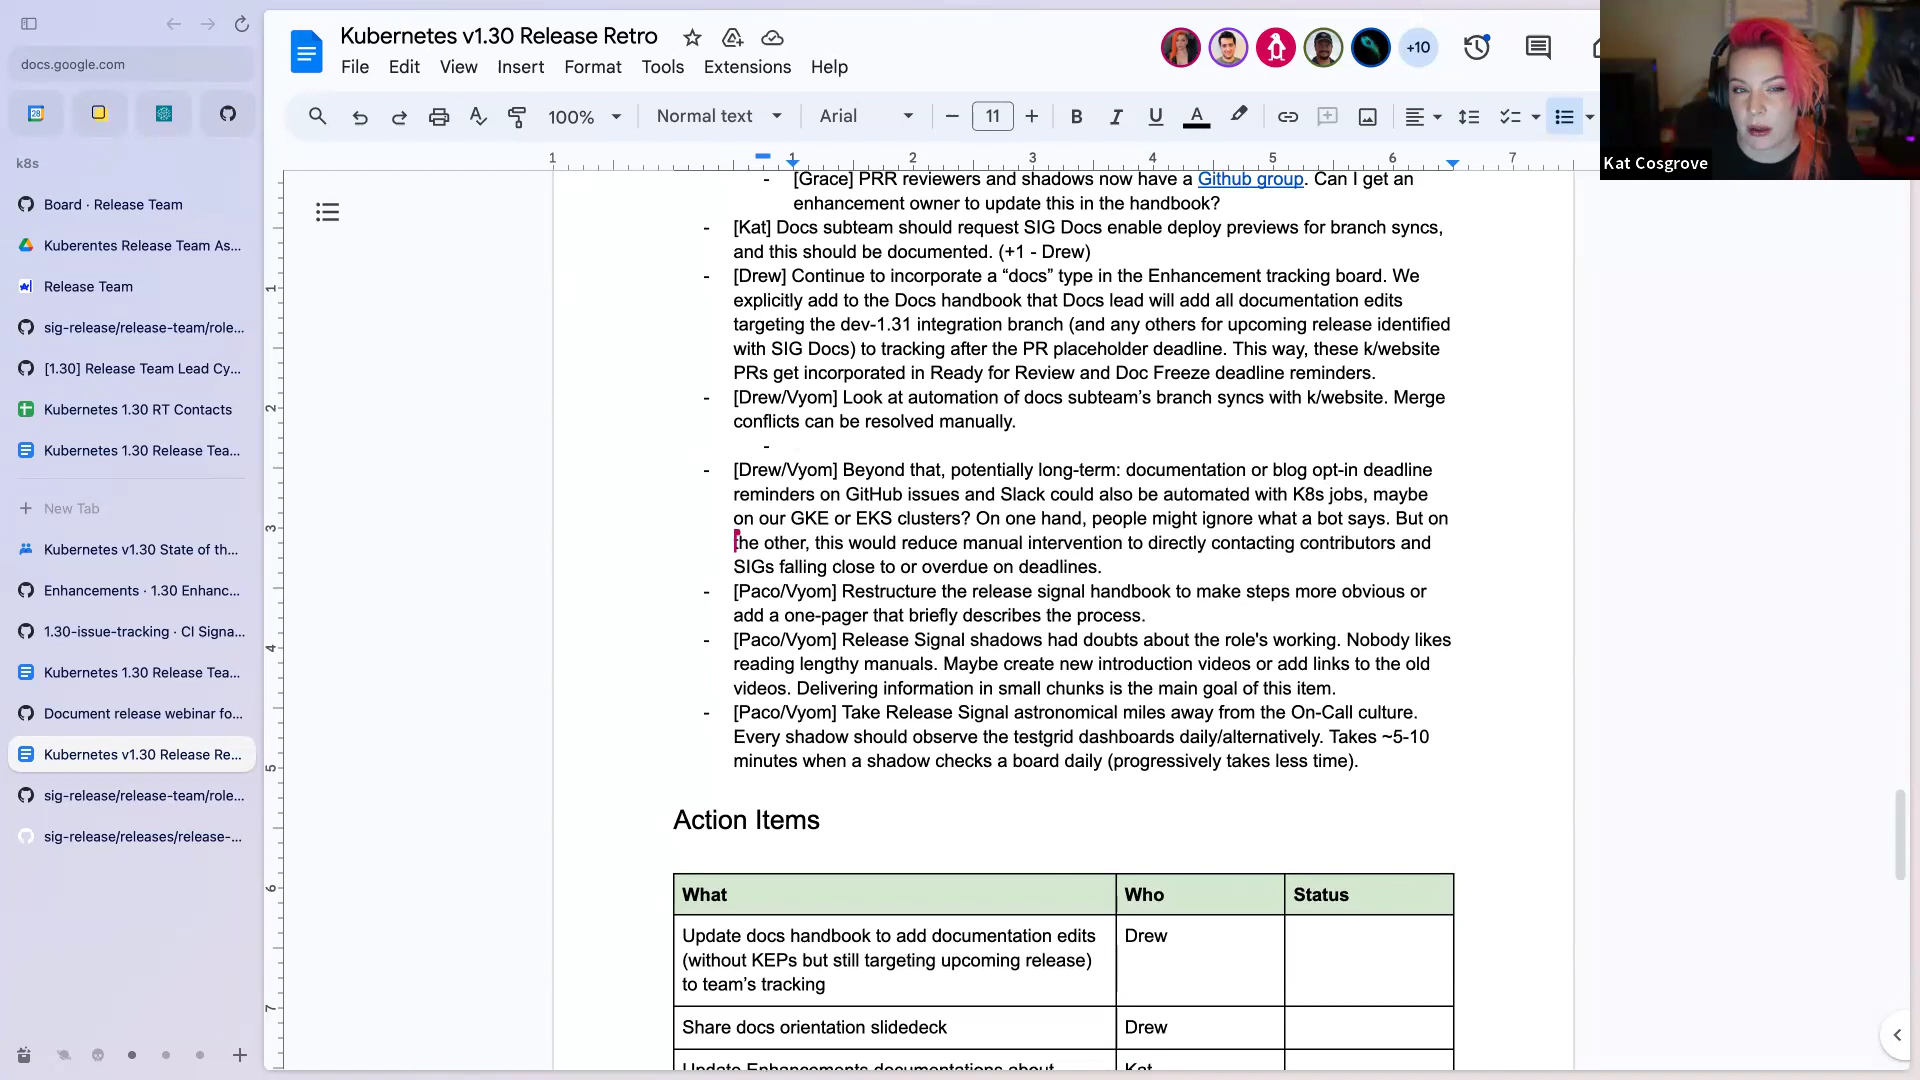 docs.google.com
28
k8s
Board · Release Team
Kuberentes Release Team As...
Release Team
sig-release/release-team/role...
[1.30] Release Team Lead Cy...
Kubernetes 1.30 RT Contacts
Kubernetes 1.30 Release Tea...
New Tab
Kubernetes v1.30 State of th...
Enhancements · 1.30 Enhanc...
1.30-issue-tracking · CI Signa...
Kubernetes 1.30 Release Tea...
Document release webinar fo...
Kubernetes v1.30 Release Re...
sig-release/release-team/role...
sig-release/releases/release-...
Kubernetes v1.30 Release Retro
File Edit View Insert Format Tools Extensions Help
+10
100% Normal text Arial 11 B I U A
1 1 2 3 4 5 6 7
1
2
3
4
5
6
7
Kat Cosgrove
- [Grace] PRR reviewers and shadows now have a Github group. Can I get an
enhancement owner to update this in the handbook?
- [Kat] Docs subteam should request SIG Docs enable deploy previews for branch syncs,
and this should be documented. (+1 - Drew)
- [Drew] Continue to incorporate a “docs” type in the Enhancement tracking board. We
explicitly add to the Docs handbook that Docs lead will add all documentation edits
targeting the dev-1.31 integration branch (and any others for upcoming release identified
with SIG Docs) to tracking after the PR placeholder deadline. This way, these k/website
PRs get incorporated in Ready for Review and Doc Freeze deadline reminders.
- [Drew/Vyom] Look at automation of docs subteam’s branch syncs with k/website. Merge
conflicts can be resolved manually.
-
- [Drew/Vyom] Beyond that, potentially long-term: documentation or blog opt-in deadline
reminders on GitHub issues and Slack could also be automated with K8s jobs, maybe
on our GKE or EKS clusters? On one hand, people might ignore what a bot says. But on
the other, this would reduce manual intervention to directly contacting contributors and
SIGs falling close to or overdue on deadlines.
- [Paco/Vyom] Restructure the release signal handbook to make steps more obvious or
add a one-pager that briefly describes the process.
- [Paco/Vyom] Release Signal shadows had doubts about the role's working. Nobody likes
reading lengthy manuals. Maybe create new introduction videos or add links to the old
videos. Delivering information in small chunks is the main goal of this item.
- [Paco/Vyom] Take Release Signal astronomical miles away from the On-Call culture.
Every shadow should observe the testgrid dashboards daily/alternatively. Takes ~5-10
minutes when a shadow checks a board daily (progressively takes less time).
Action Items
What Who Status
Update docs handbook to add documentation edits Drew
(without KEPs but still targeting upcoming release)
to team’s tracking
Share docs orientation slidedeck Drew
Update Enhancements documentations about Kat